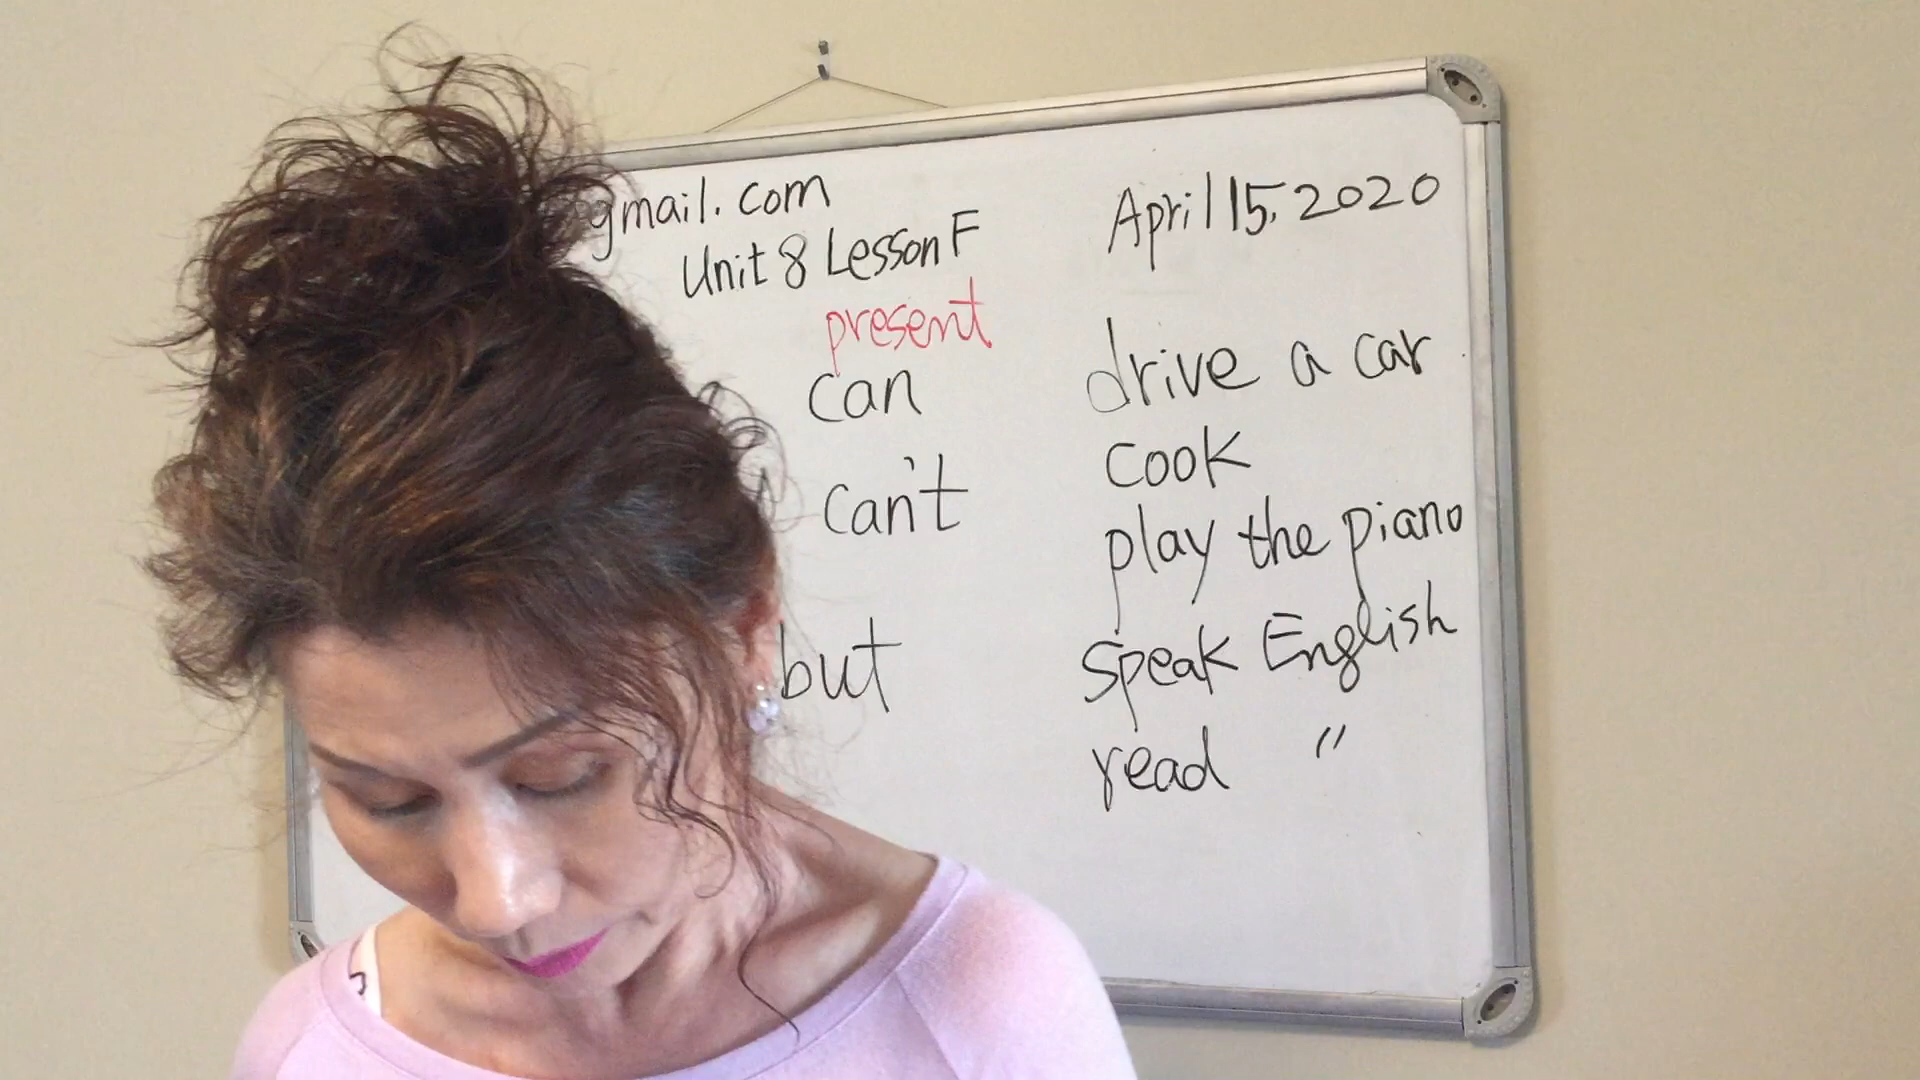 gmail.com
April 15, 2020
Unit 8 Lesson F
present
can
drive a car
cook
can't
play the piano
but
speak English
read "